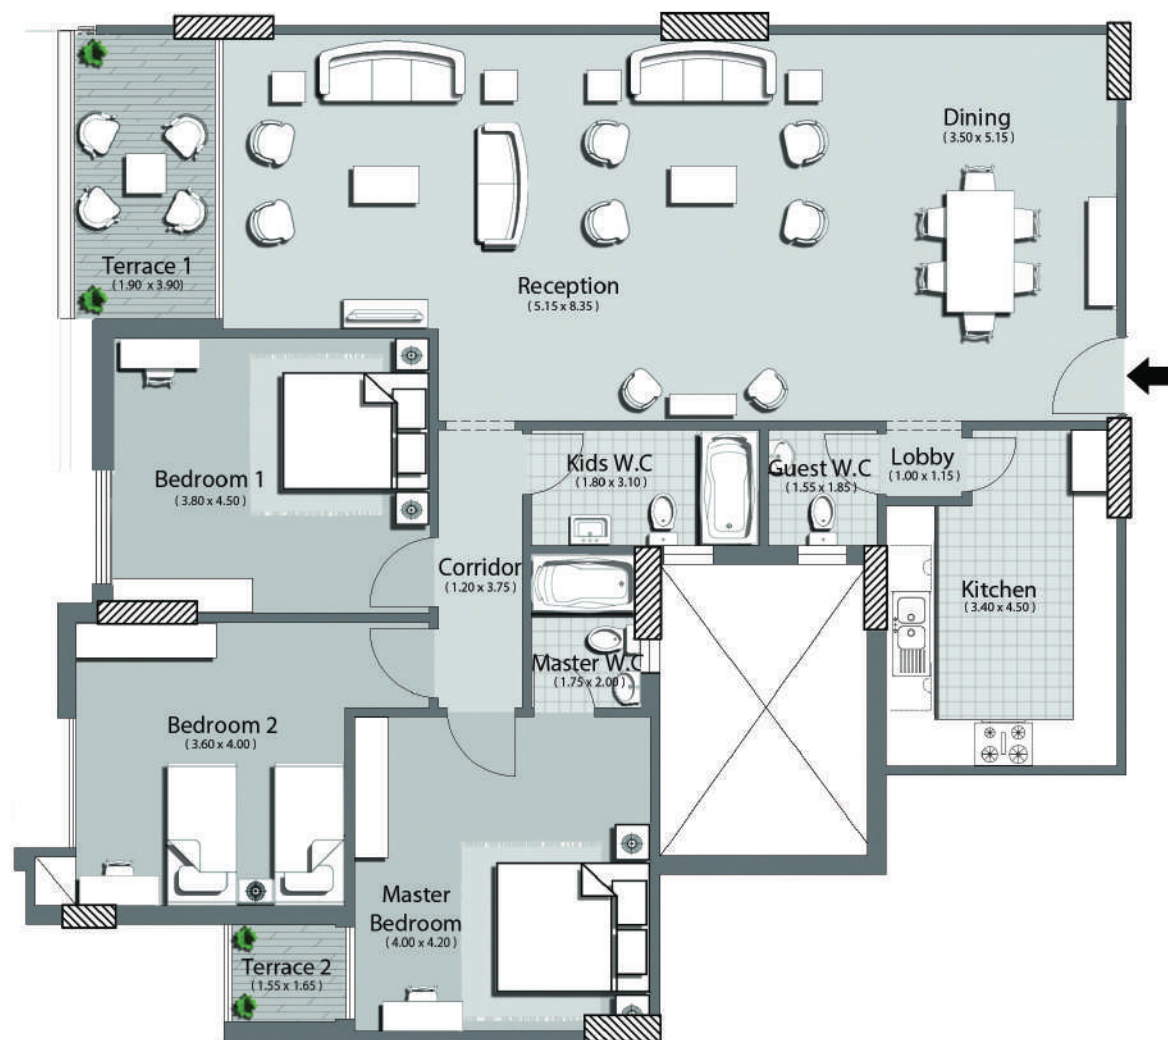 Dining
( 3.50 x 5.15 )
Terrace 1
( 1.90 x 3.90)
Reception
( 5.15 x 8.35 )
Bedroom 1
( 3.80 x 4.50 )
Kids W.C
( 1.80 x 3.10 )
Guest W.C
( 1.55 x 1.85 )
Lobby
( 1.00 x 1.15 )
Corridor
( 1.20 x 3.75 )
Kitchen
( 3.40 x 4.50 )
Master W.C
( 1.75 x 2.00 )
Bedroom 2
( 3.60 x 4.00 )
Master
Bedroom
( 4.00 x 4.20 )
Terrace 2
( 1.55 x 1.65 )